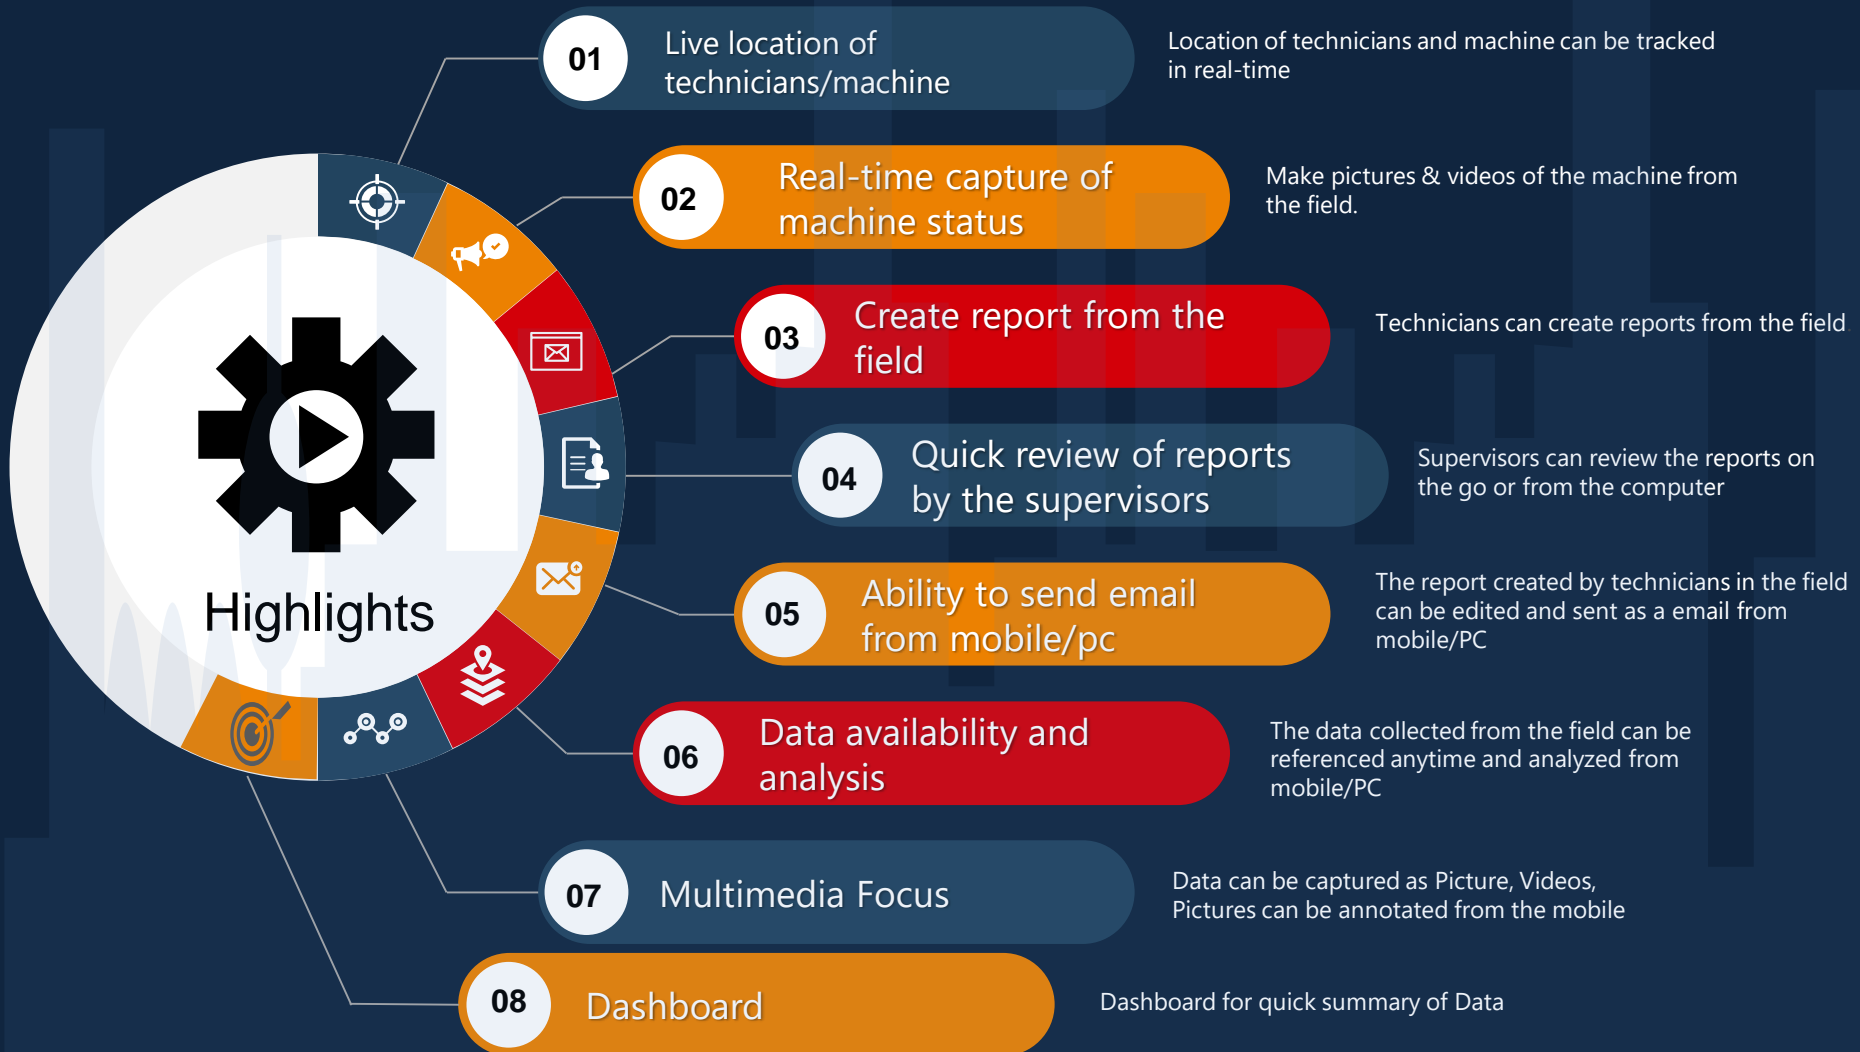 01
Live location of
technicians/machine
Location of technicians and machine can be tracked
in real-time
02
Real-time capture of
machine status
Make pictures & videos of the machine from
the field.
03
Create report from the
field
Technicians can create reports from the field.
04
Quick review of reports
by the supervisors
Supervisors can review the reports on
the go or from the computer
Highlights
05
Ability to send email
from mobile/pc
The report created by technicians in the field
can be edited and sent as a email from
mobile/PC
06
Data availability and
analysis
The data collected from the field can be
referenced anytime and analyzed from
mobile/PC
07
Multimedia Focus
Data can be captured as Picture, Videos,
Pictures can be annotated from the mobile
08
Dashboard
Dashboard for quick summary of Data